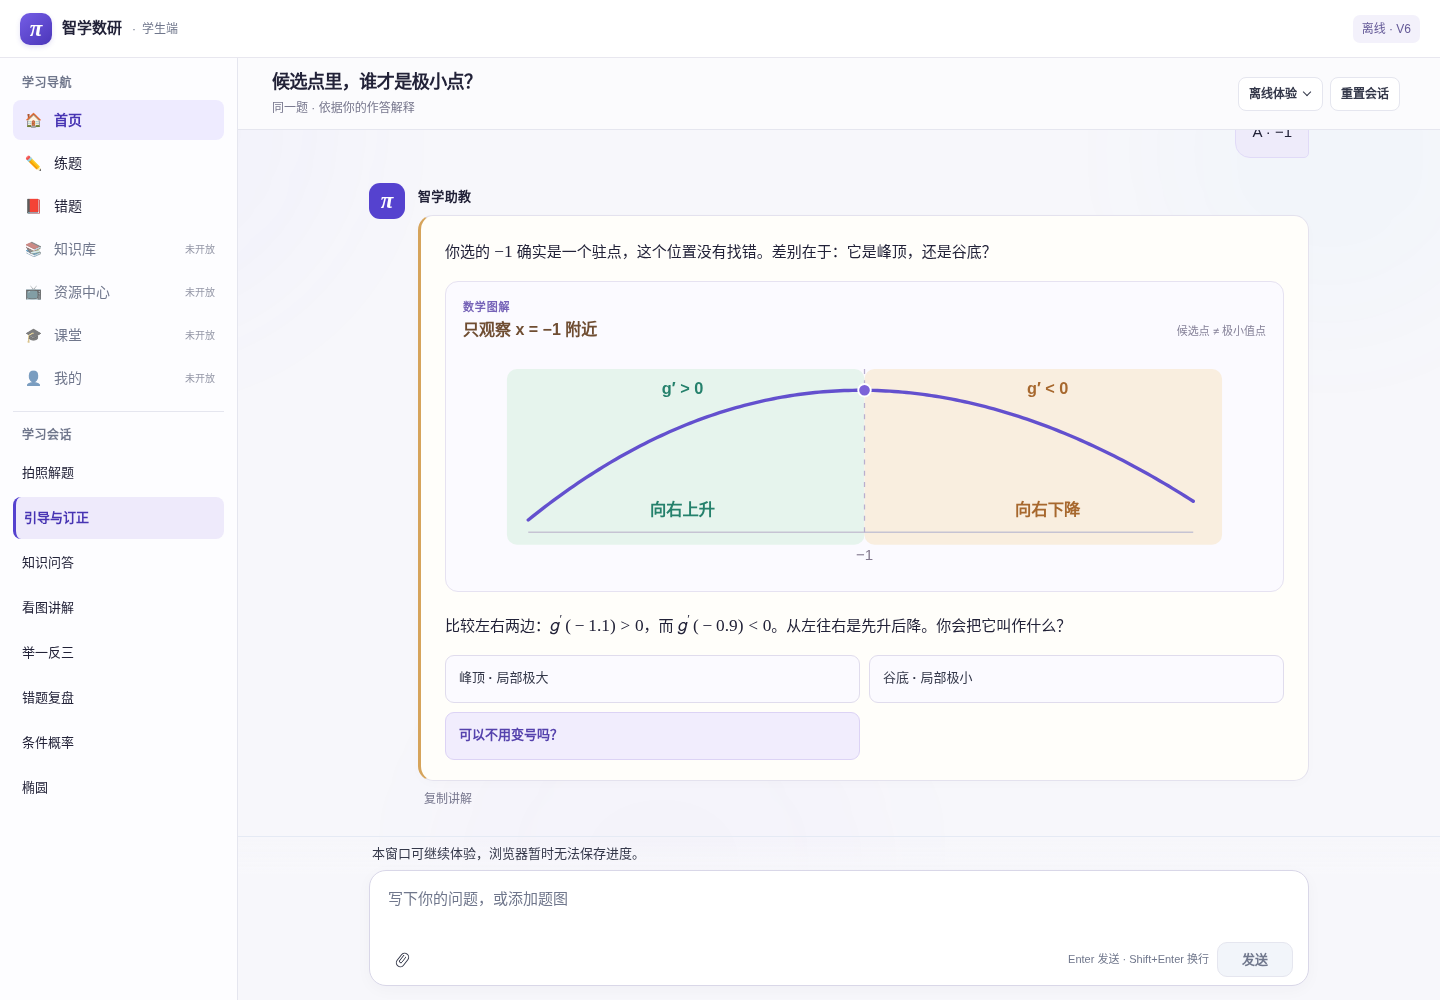 π 智学数研 · 学生端
离线 · V6
学习导航
🏠 首页
✏️ 练题
📕 错题
📚 知识库 未开放
📺 资源中心 未开放
🎓 课堂 未开放
👤 我的 未开放
学习会话
拍照解题
引导与订正
知识问答
看图讲解
举一反三
错题复盘
条件概率
椭圆
候选点里，谁才是极小点？
同一题 · 依据你的作答解释
离线体验
重置会话
A · −1
π 智学助教
你选的 −1 确实是一个驻点，这个位置没有找错。差别在于：它是峰顶，还是谷底？
数学图解
只观察 x = −1 附近
候选点 ≠ 极小值点
g′ > 0
g′ < 0
向右上升
向右下降
−1
比较左右两边：g′(−1.1) > 0，而 g′(−0.9) < 0。从左往右是先升后降。你会把它叫作什么？
峰顶 · 局部极大
谷底 · 局部极小
可以不用变号吗？
复制讲解
本窗口可继续体验，浏览器暂时无法保存进度。
写下你的问题，或添加题图
Enter 发送 · Shift+Enter 换行
发送